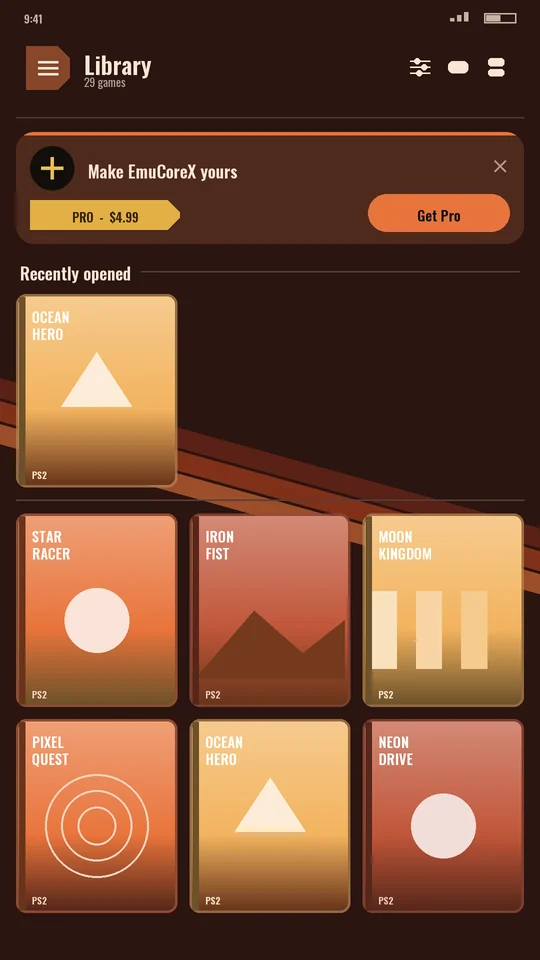 9:41
Library
29 games
Make EmuCoreX yours
PRO - $4.99
Get Pro
Recently opened
OCEAN
HERO
PS2
STAR
RACER
PS2
IRON
FIST
PS2
MOON
KINGDOM
PS2
PIXEL
QUEST
PS2
OCEAN
HERO
PS2
NEON
DRIVE
PS2